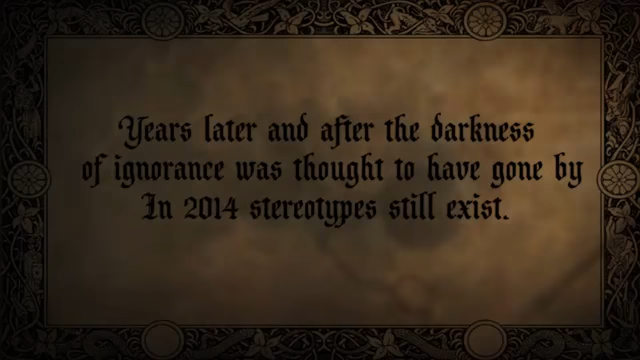 Years later and after the darkness
of ignorance was thought to have gone by
In 2014 stereotypes still exist.